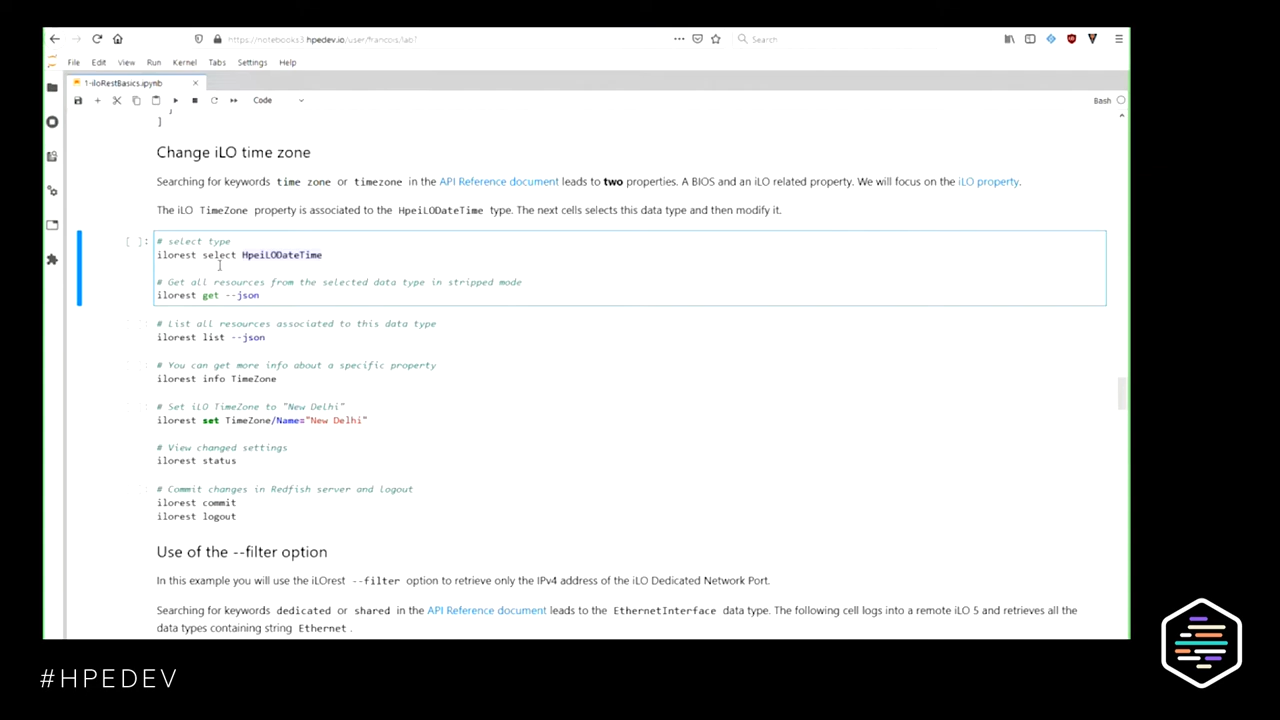 https://notebooks3.hpedev.io/user/francois/lab?
Search
File Edit View Run Kernel Tabs Settings Help
1-iloRestBasics.ipynb
Code
Bash
]
Change iLO time zone
Searching for keywords time zone or timezone in the API Reference document leads to two properties. A BIOS and an iLO related property. We will focus on the iLO property.
The iLO TimeZone property is associated to the HpeiLODateTime type. The next cells selects this data type and then modify it.
[ ]:
# select type
ilorest select HpeiLODateTime
# Get all resources from the selected data type in stripped mode
ilorest get --json
# List all resources associated to this data type
ilorest list --json
# You can get more info about a specific property
ilorest info TimeZone
# Set iLO TimeZone to "New Delhi"
ilorest set TimeZone/Name="New Delhi"
# View changed settings
ilorest status
# Commit changes in Redfish server and logout
ilorest commit
ilorest logout
Use of the --filter option
In this example you will use the iLOrest --filter option to retrieve only the IPv4 address of the iLO Dedicated Network Port.
Searching for keywords dedicated or shared in the API Reference document leads to the EthernetInterface data type. The following cell logs into a remote iLO 5 and retrieves all the
data types containing string Ethernet.
#HPEDEV